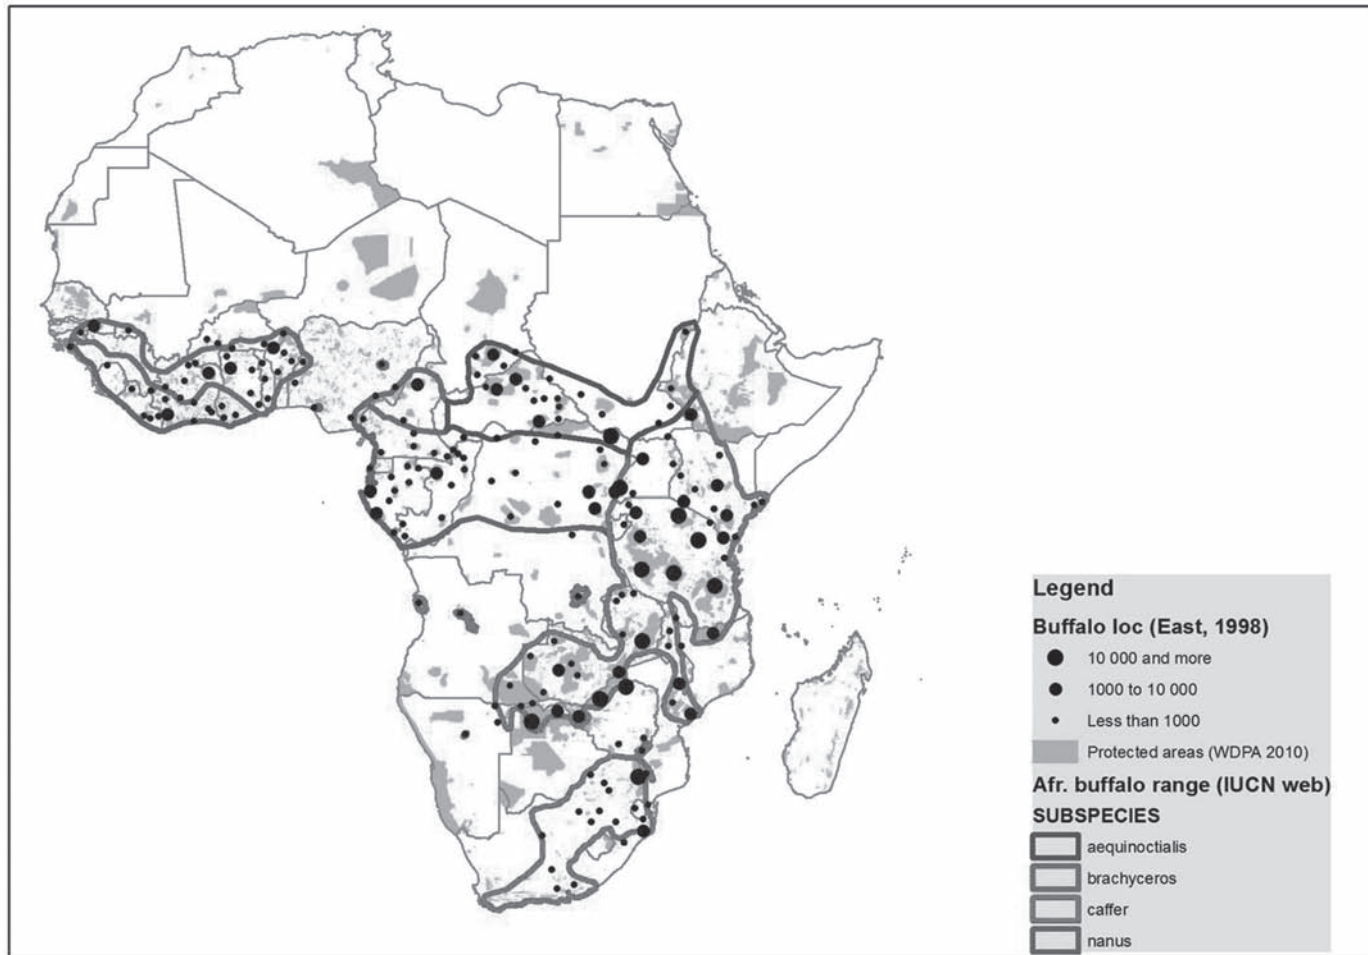 Legend
Buffalo loc (East, 1998)
10 000 and more
1000 to 10 000
Less than 1000
Protected areas (WDPA 2010)
Afr. buffalo range (IUCN web)
SUBSPECIES
aequinoctialis
brachyceros
caffer
nanus